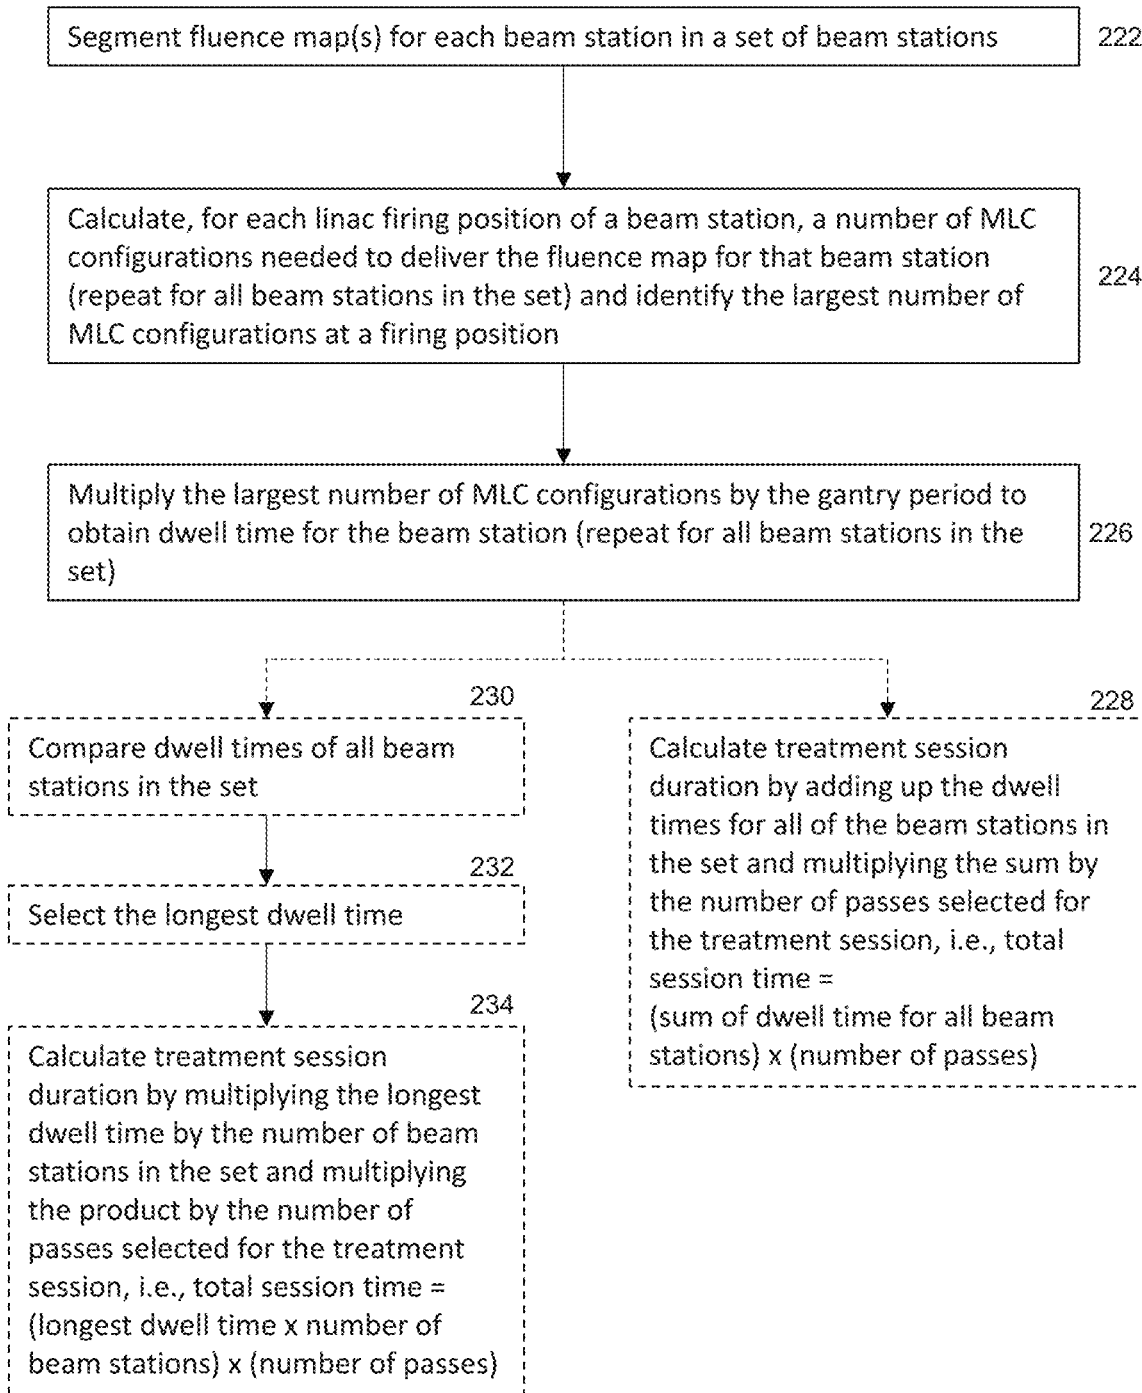 Segment fluence map(s) for each beam station in a set of beam stations
222
Calculate, for each linac firing position of a beam station, a number of MLC
configurations needed to deliver the fluence map for that beam station
(repeat for all beam stations in the set) and identify the largest number of
MLC configurations at a firing position
224
Multiply the largest number of MLC configurations by the gantry period to
obtain dwell time for the beam station (repeat for all beam stations in the
set)
226
230
Compare dwell times of all beam
stations in the set
232
Select the longest dwell time
234
Calculate treatment session
duration by multiplying the longest
dwell time by the number of beam
stations in the set and multiplying
the product by the number of
passes selected for the treatment
session, i.e., total session time =
(longest dwell time x number of
beam stations) x (number of passes)
228
Calculate treatment session
duration by adding up the dwell
times for all of the beam stations in
the set and multiplying the sum by
the number of passes selected for
the treatment session, i.e., total
session time =
(sum of dwell time for all beam
stations) x (number of passes)